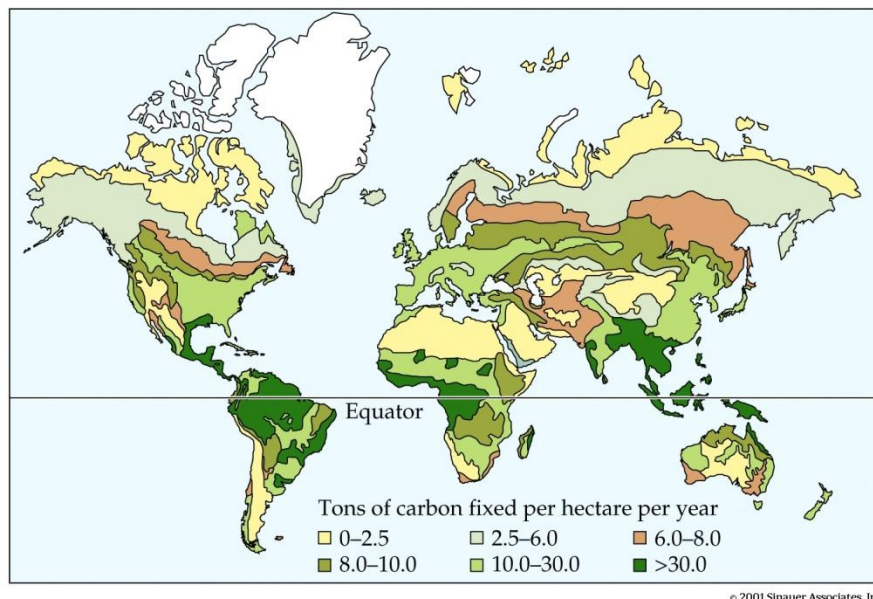 Equator
Tons of carbon fixed per hectare per year
0–2.5 2.5–6.0 6.0–8.0
8.0–10.0 10.0–30.0 >30.0
© 2001 Sinauer Associates, In